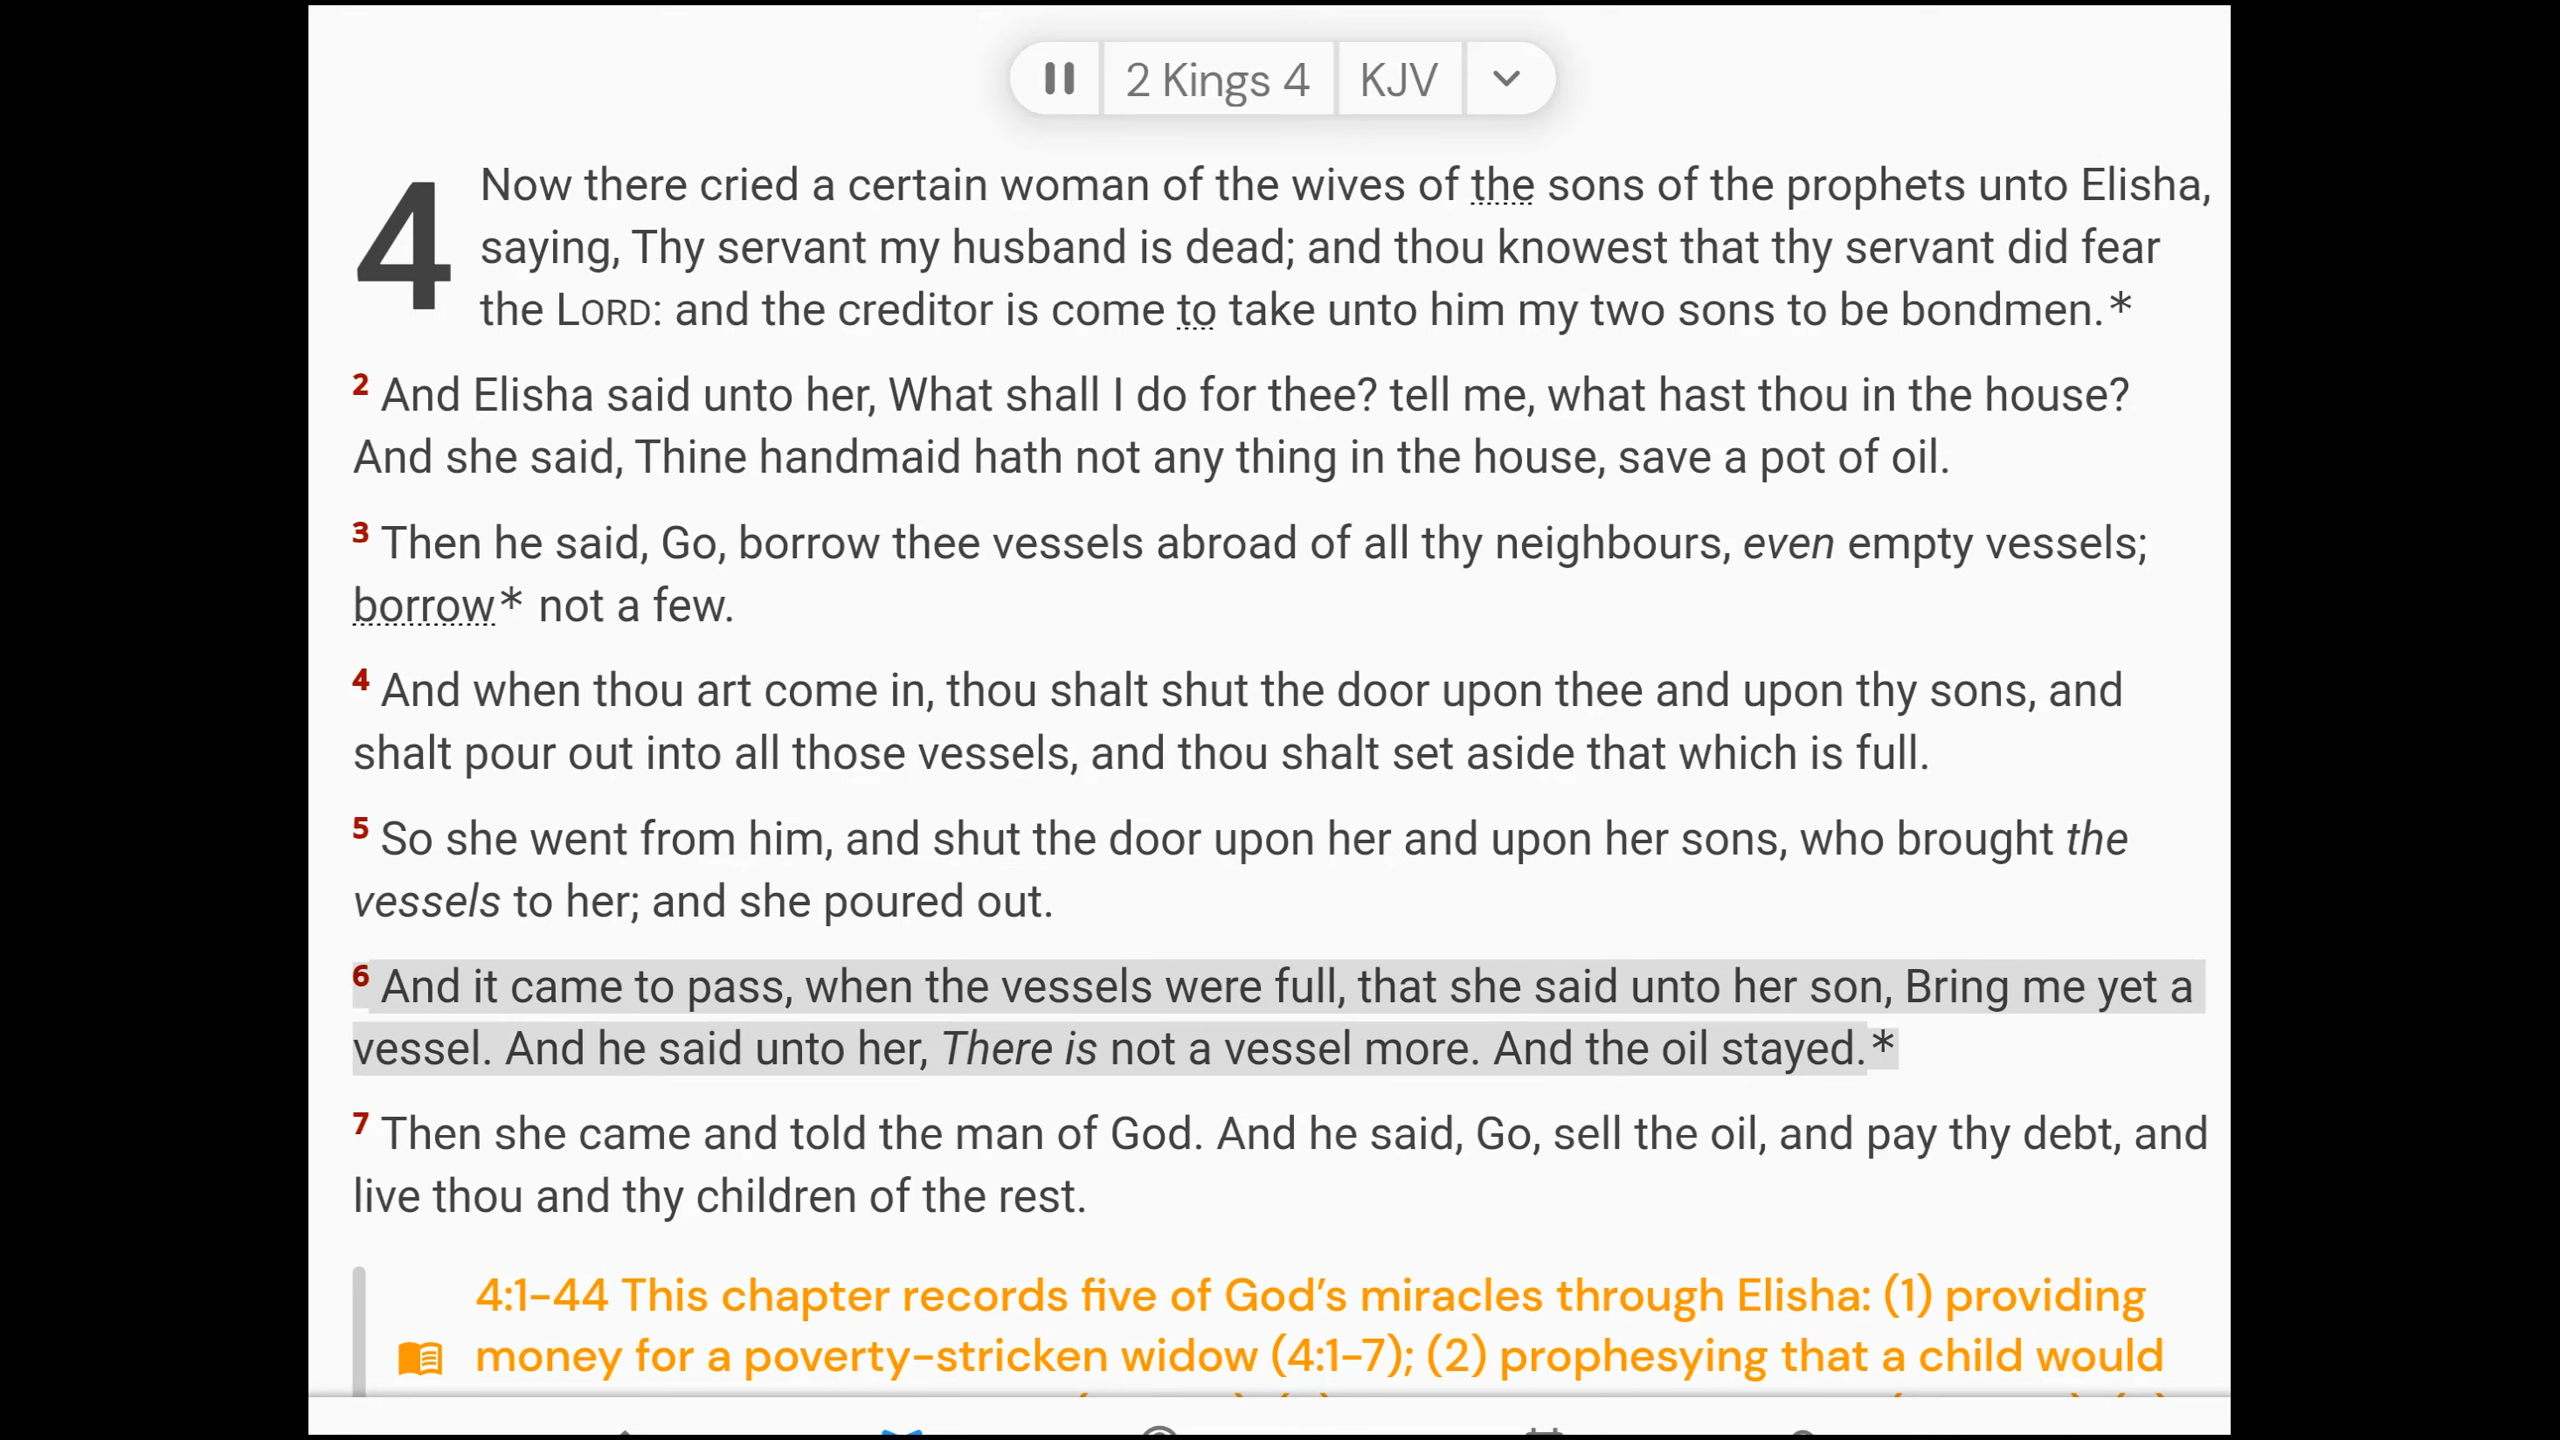 2 Kings 4 KJV
4
Now there cried a certain woman of the wives of the sons of the prophets unto Elisha,
saying, Thy servant my husband is dead; and thou knowest that thy servant did fear
the LORD: and the creditor is come to take unto him my two sons to be bondmen.*
2 And Elisha said unto her, What shall I do for thee? tell me, what hast thou in the house?
And she said, Thine handmaid hath not any thing in the house, save a pot of oil.
3 Then he said, Go, borrow thee vessels abroad of all thy neighbours, even empty vessels;
borrow* not a few.
4 And when thou art come in, thou shalt shut the door upon thee and upon thy sons, and
shalt pour out into all those vessels, and thou shalt set aside that which is full.
5 So she went from him, and shut the door upon her and upon her sons, who brought the
vessels to her; and she poured out.
6 And it came to pass, when the vessels were full, that she said unto her son, Bring me yet a
vessel. And he said unto her, There is not a vessel more. And the oil stayed.*
7 Then she came and told the man of God. And he said, Go, sell the oil, and pay thy debt, and
live thou and thy children of the rest.
4:1–44 This chapter records five of God’s miracles through Elisha: (1) providing
money for a poverty-stricken widow (4:1–7); (2) prophesying that a child would